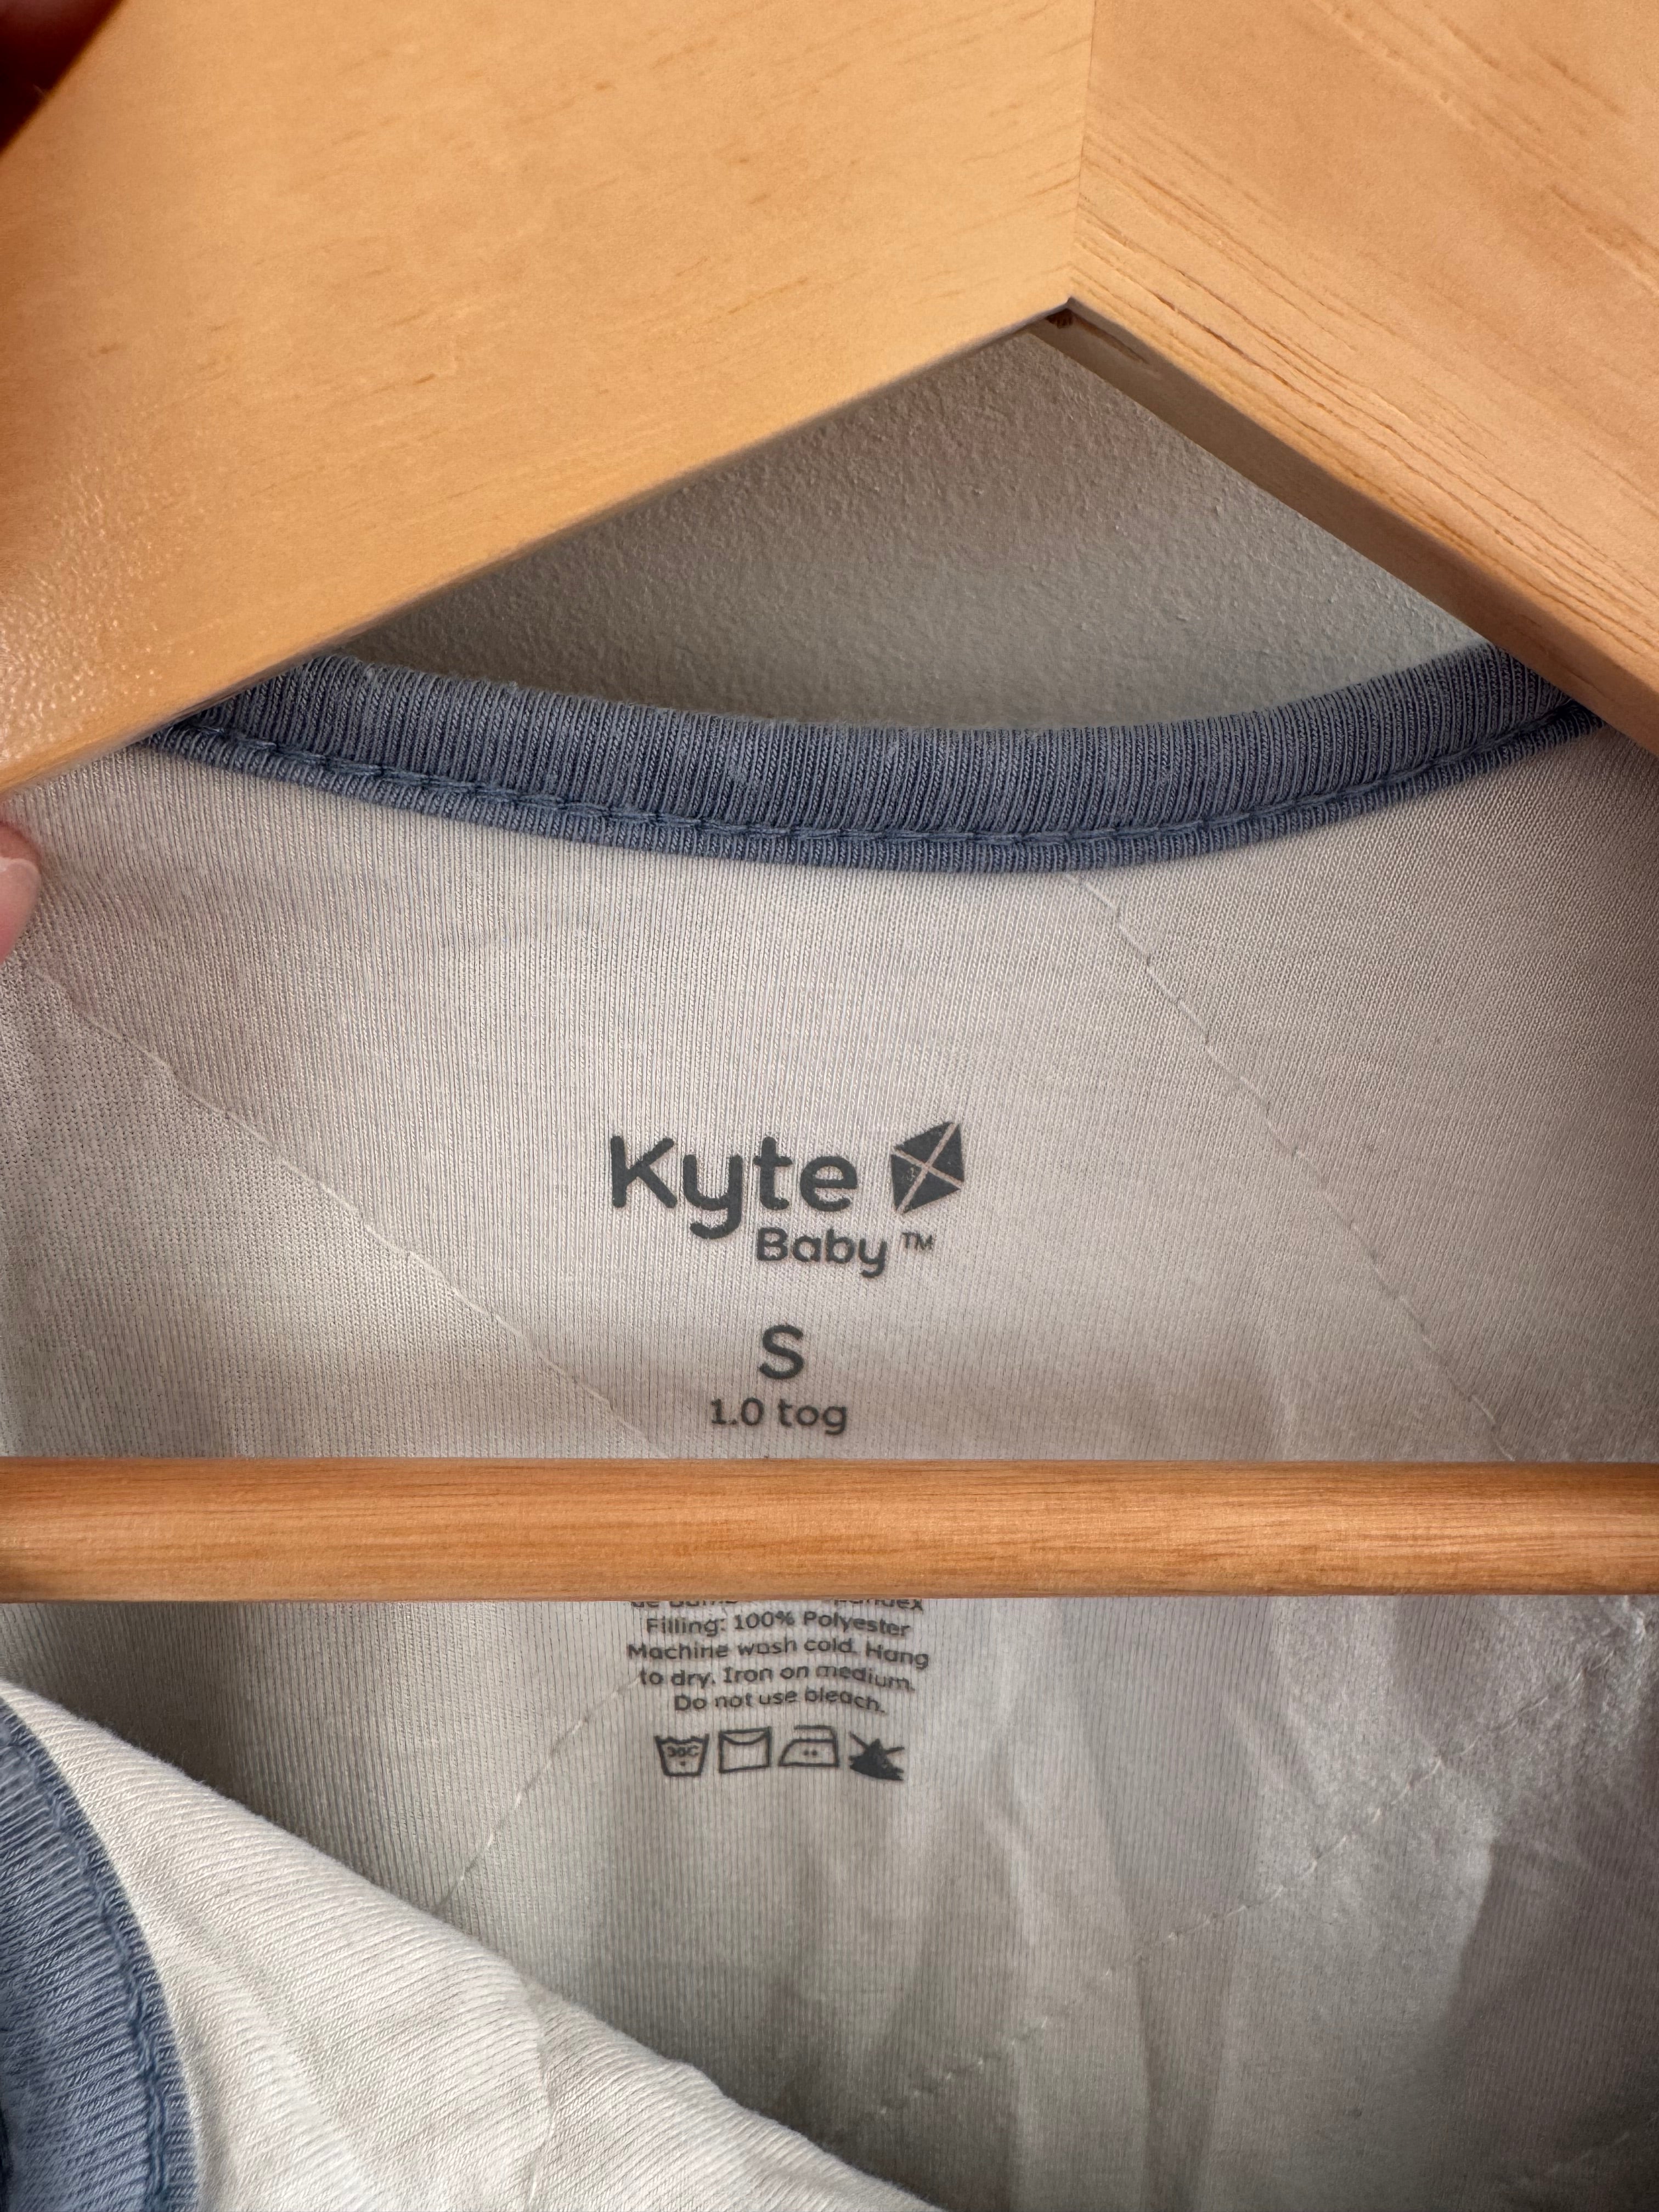 Kyte
Baby™
S
1.0 tog
Filling: 100% Polyester
Machine wash cold. Hang
to dry. Iron on medium.
Do not use bleach.
30C